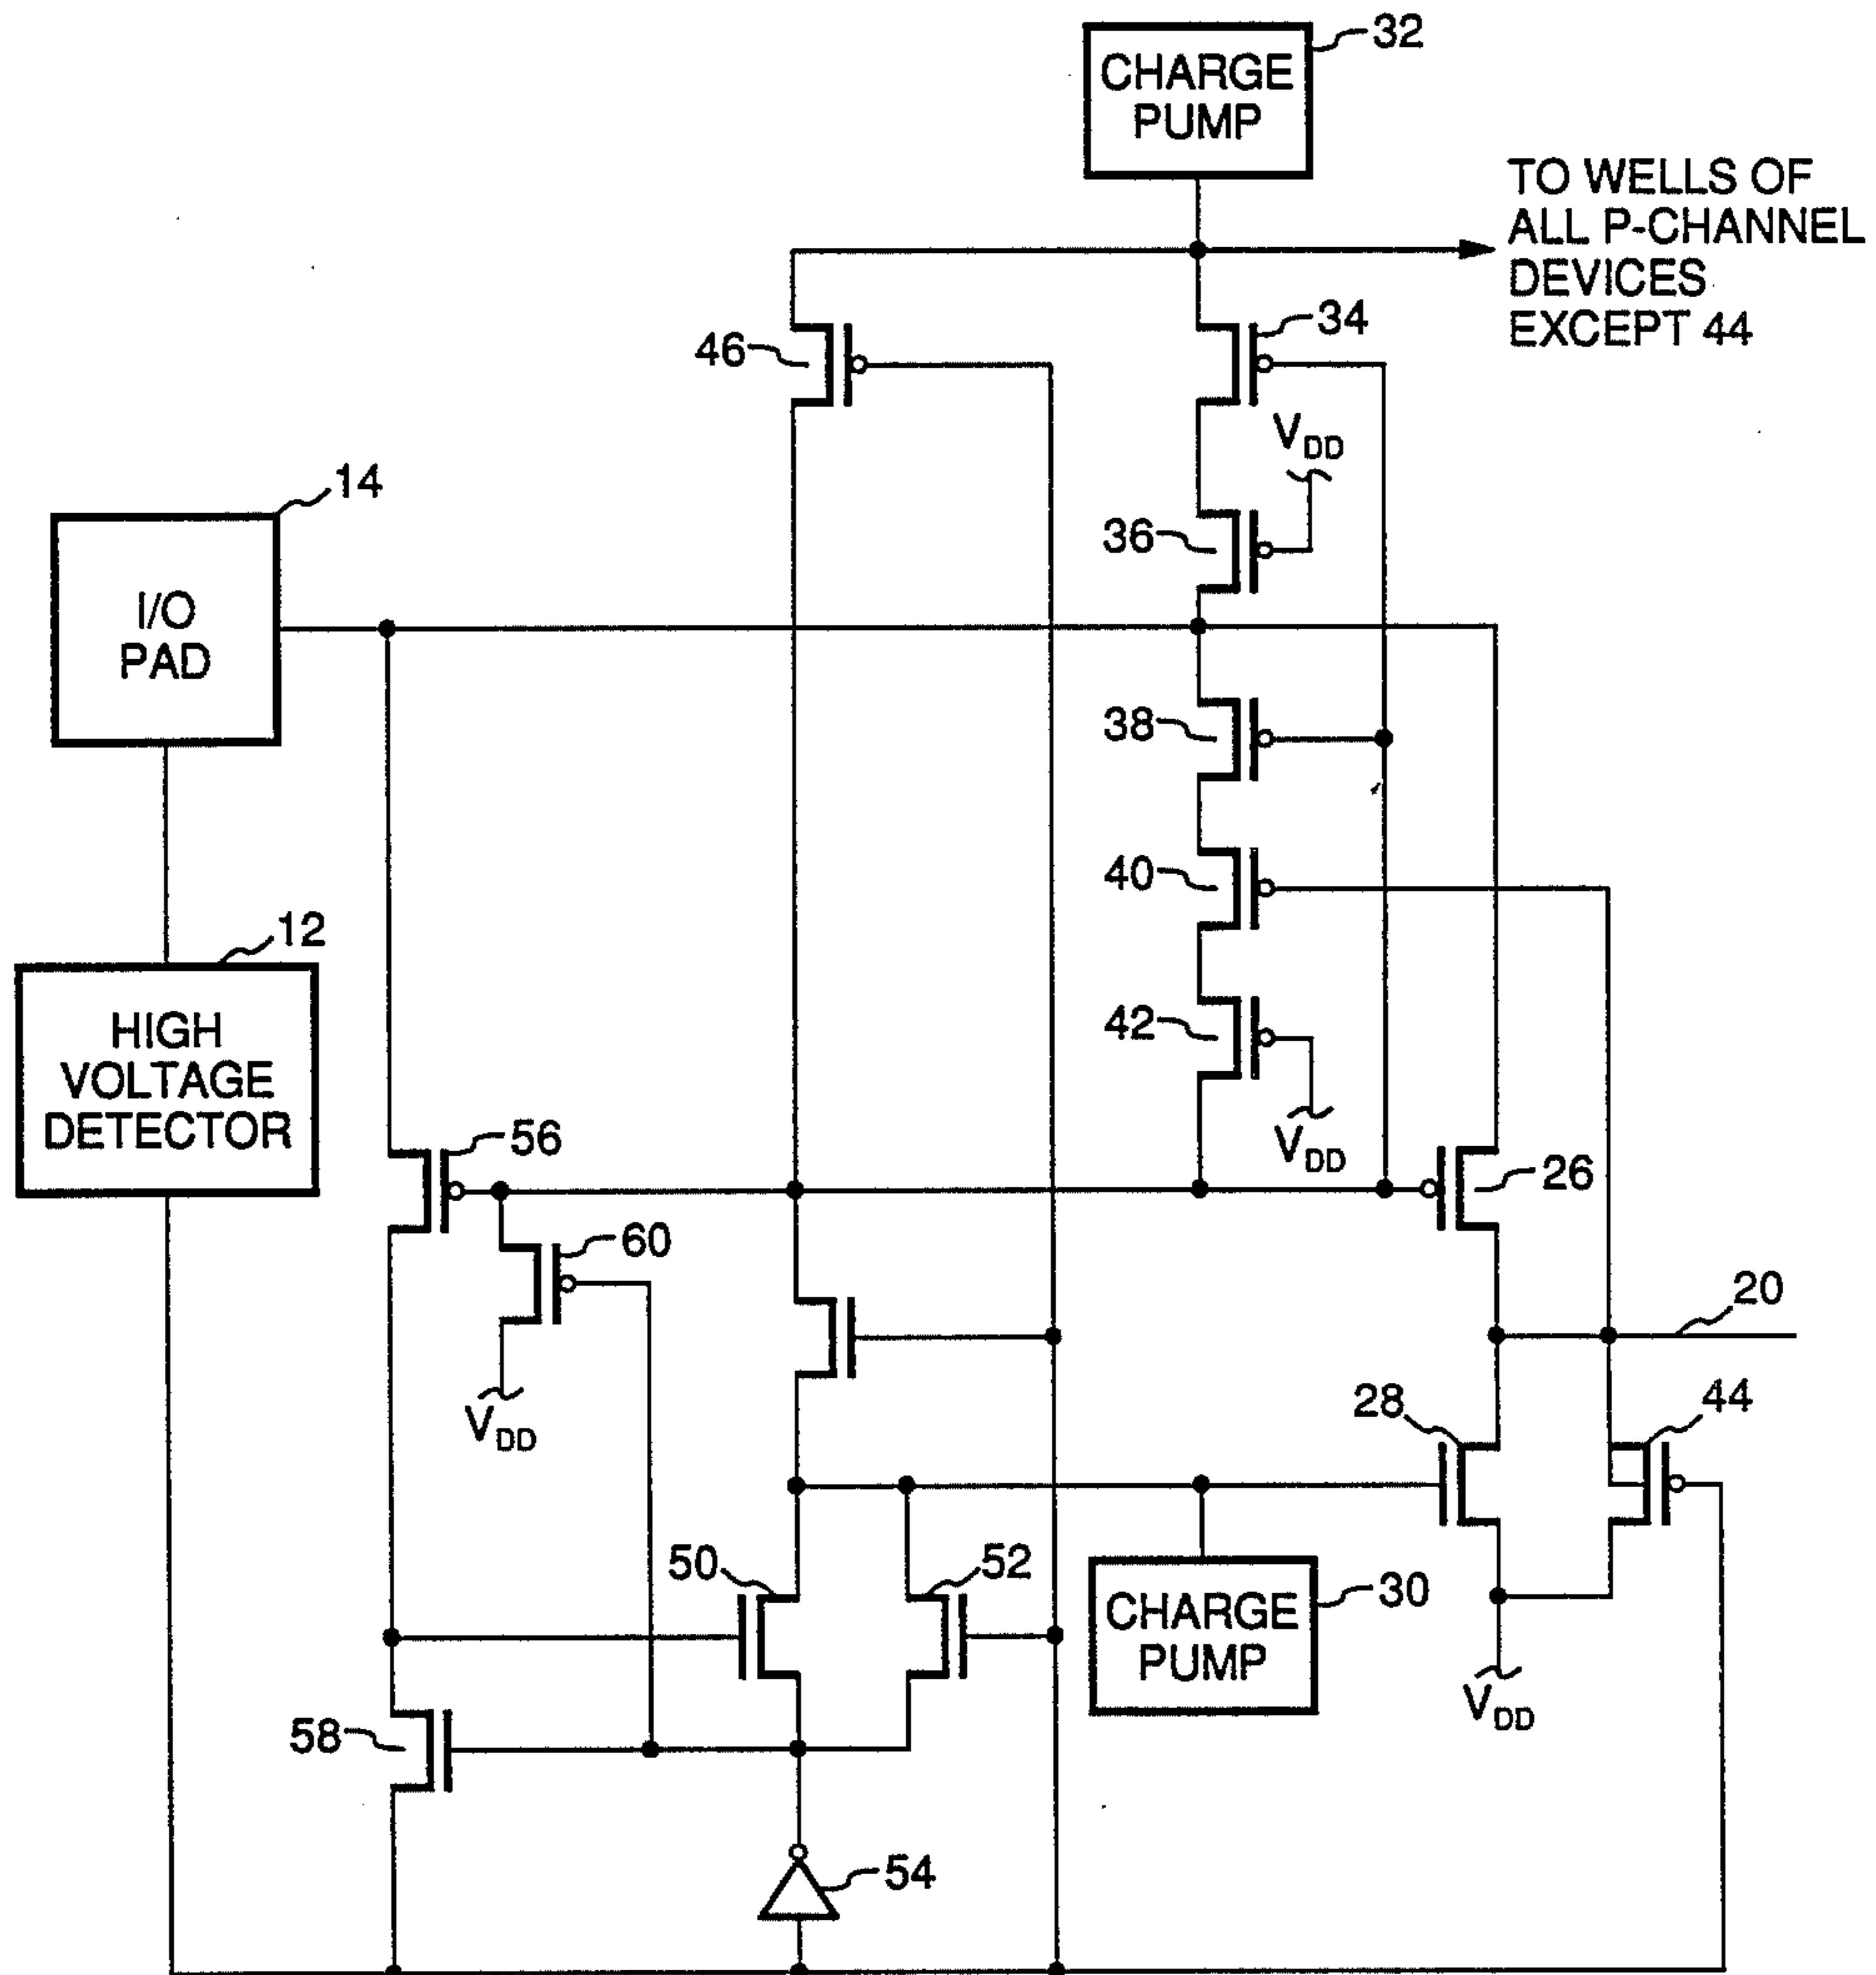 32
CHARGE
PUMP
TO WELLS OF
ALL P-CHANNEL
DEVICES
EXCEPT 44
34
46
VDD
14
36
I/O
PAD
38
40
12
HIGH
VOLTAGE
DETECTOR
42
VDD
56
26
60
20
VDD
28
44
50
52
CHARGE
PUMP
30
VDD
58
54